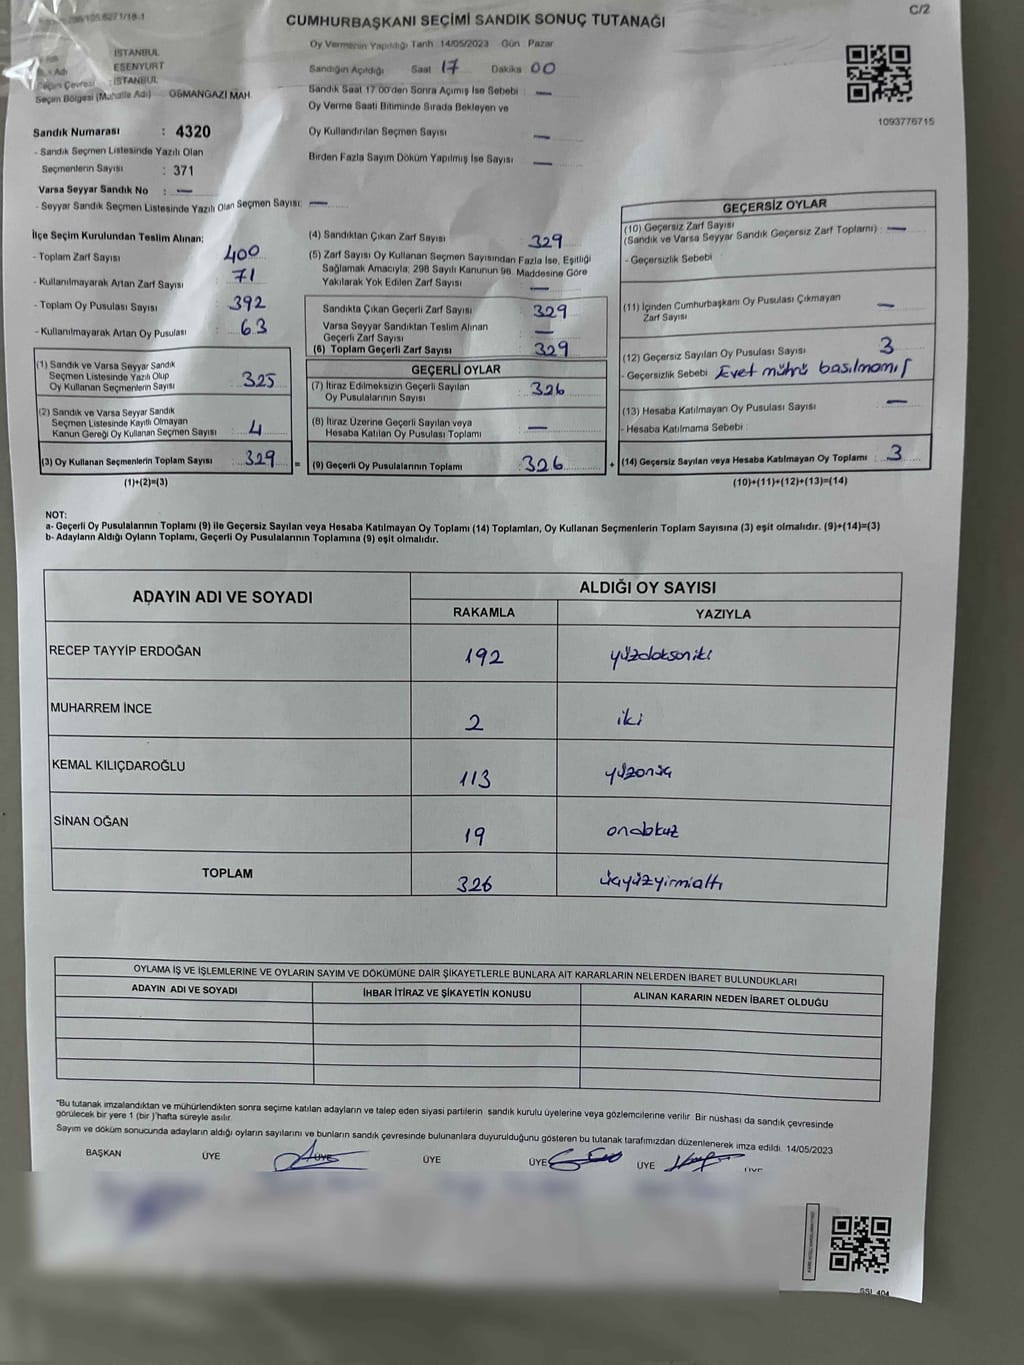 C/2
CUMHURBAŞKANI SEÇİMİ SANDIK SONUÇ TUTANAĞI
Oy Vermenin Yapıldığı Tarih 14/05/2023 Gün : Pazar
Sandığın Açıldığı Saat 17 Dakika 00
Sandık Saat 17:00'den Sonra Açılmış İse Sebebi : —
Oy Verme Saati Bitiminde Sırada Bekleyen ve
Oy Kullandırılan Seçmen Sayısı —
Birden Fazla Sayım Döküm Yapılmış İse Sayısı —
1093776715
İSTANBUL
Adı ESENYURT
Seçim Çevresi : İSTANBUL
Seçim Bölgesi (Mahalle Adı) OSMANGAZİ MAH.
Sandık Numarası : 4320
- Sandık Seçmen Listesinde Yazılı Olan
Seçmenlerin Sayısı : 371
Varsa Seyyar Sandık No : —
- Seyyar Sandık Seçmen Listesinde Yazılı Olan Seçmen Sayısı: —
İlçe Seçim Kurulundan Teslim Alınan:
- Toplam Zarf Sayısı : 400
- Kullanılmayarak Artan Zarf Sayısı : 71
- Toplam Oy Pusulası Sayısı : 392
- Kullanılmayarak Artan Oy Pusulası : 63
(1) Sandık ve Varsa Seyyar Sandık
Seçmen Listesinde Yazılı Olup
Oy Kullanan Seçmenlerin Sayısı 325
(2) Sandık ve Varsa Seyyar Sandık
Seçmen Listesinde Kayıtlı Olmayan
Kanun Gereği Oy Kullanan Seçmen Sayısı 4
(3) Oy Kullanan Seçmenlerin Toplam Sayısı 329
(1)+(2)=(3)
(4) Sandıktan Çıkan Zarf Sayısı : 329
(5) Zarf Sayısı Oy Kullanan Seçmen Sayısından Fazla İse, Eşitliği
Sağlamak Amacıyla; 298 Sayılı Kanunun 98. Maddesine Göre
Yakılarak Yok Edilen Zarf Sayısı : —
Sandıkta Çıkan Geçerli Zarf Sayısı : 329
Varsa Seyyar Sandıktan Teslim Alınan
Geçerli Zarf Sayısı : —
(6) Toplam Geçerli Zarf Sayısı : 329
GEÇERLİ OYLAR
(7) İtiraz Edilmeksizin Geçerli Sayılan
Oy Pusulalarının Sayısı : 326
(8) İtiraz Üzerine Geçerli Sayılan veya
Hesaba Katılan Oy Pusulası Toplamı : —
= (9) Geçerli Oy Pusulalarının Toplamı : 326 +
GEÇERSİZ OYLAR
(10) Geçersiz Zarf Sayısı
(Sandık ve Varsa Seyyar Sandık Geçersiz Zarf Toplamı) : —
- Geçersizlik Sebebi :
(11) İçinden Cumhurbaşkanı Oy Pusulası Çıkmayan
Zarf Sayısı : —
(12) Geçersiz Sayılan Oy Pusulası Sayısı : 3
- Geçersizlik Sebebi : Evet mührü basılmamış
(13) Hesaba Katılmayan Oy Pusulası Sayısı : —
- Hesaba Katılmama Sebebi :
(14) Geçersiz Sayılan veya Hesaba Katılmayan Oy Toplamı : 3
(10)+(11)+(12)+(13)=(14)
NOT:
a- Geçerli Oy Pusulalarının Toplamı (9) ile Geçersiz Sayılan veya Hesaba Katılmayan Oy Toplamı (14) Toplamları, Oy Kullanan Seçmenlerin Toplam Sayısına (3) eşit olmalıdır. (9)+(14)=(3)
b- Adayların Aldığı Oyların Toplamı, Geçerli Oy Pusulalarının Toplamına (9) eşit olmalıdır.
ADAYIN ADI VE SOYADI ALDIĞI OY SAYISI
RAKAMLA YAZIYLA
RECEP TAYYİP ERDOĞAN 192 yüzdoksaniki
MUHARREM İNCE 2 iki
KEMAL KILIÇDAROĞLU 113 yüzonüç
SİNAN OĞAN 19 ondokuz
TOPLAM 326 üçyüzyirmialtı
OYLAMA İŞ VE İŞLEMLERİNE VE OYLARIN SAYIM VE DÖKÜMÜNE DAİR ŞİKAYETLERLE BUNLARA AİT KARARLARIN NELERDEN İBARET BULUNDUKLARI
ADAYIN ADI VE SOYADI İHBAR İTİRAZ VE ŞİKAYETİN KONUSU ALINAN KARARIN NEDEN İBARET OLDUĞU
*Bu tutanak imzalandıktan ve mühürlendikten sonra seçime katılan adayların ve talep eden siyasi partilerin sandık kurulu üyelerine veya gözlemcilerine verilir. Bir nüshası da sandık çevresinde
görülecek bir yere 1 (bir) hafta süreyle asılır.
Sayım ve döküm sonucunda adayların aldığı oyların sayılarını ve bunların sandık çevresinde bulunanlara duyurulduğunu gösteren bu tutanak tarafımızdan düzenlenerek imza edildi. 14/05/2023
BAŞKAN ÜYE ÜYE ÜYE ÜYE ÜYE ÜYE